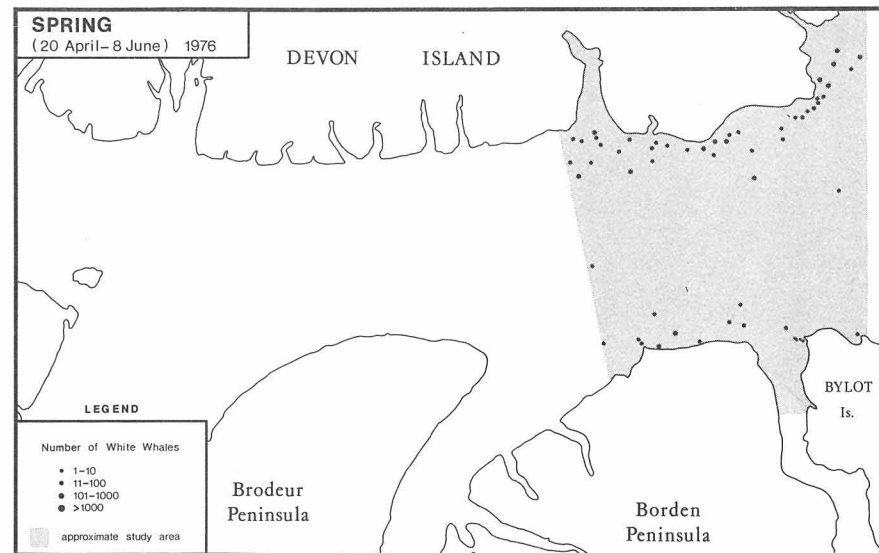 SPRING
(20 April–8 June) 1976
DEVON ISLAND
BYLOT
Is.
LEGEND
Number of White Whales
1–10
11–100
101–1000
>1000
approximate study area
Brodeur
Peninsula
Borden
Peninsula